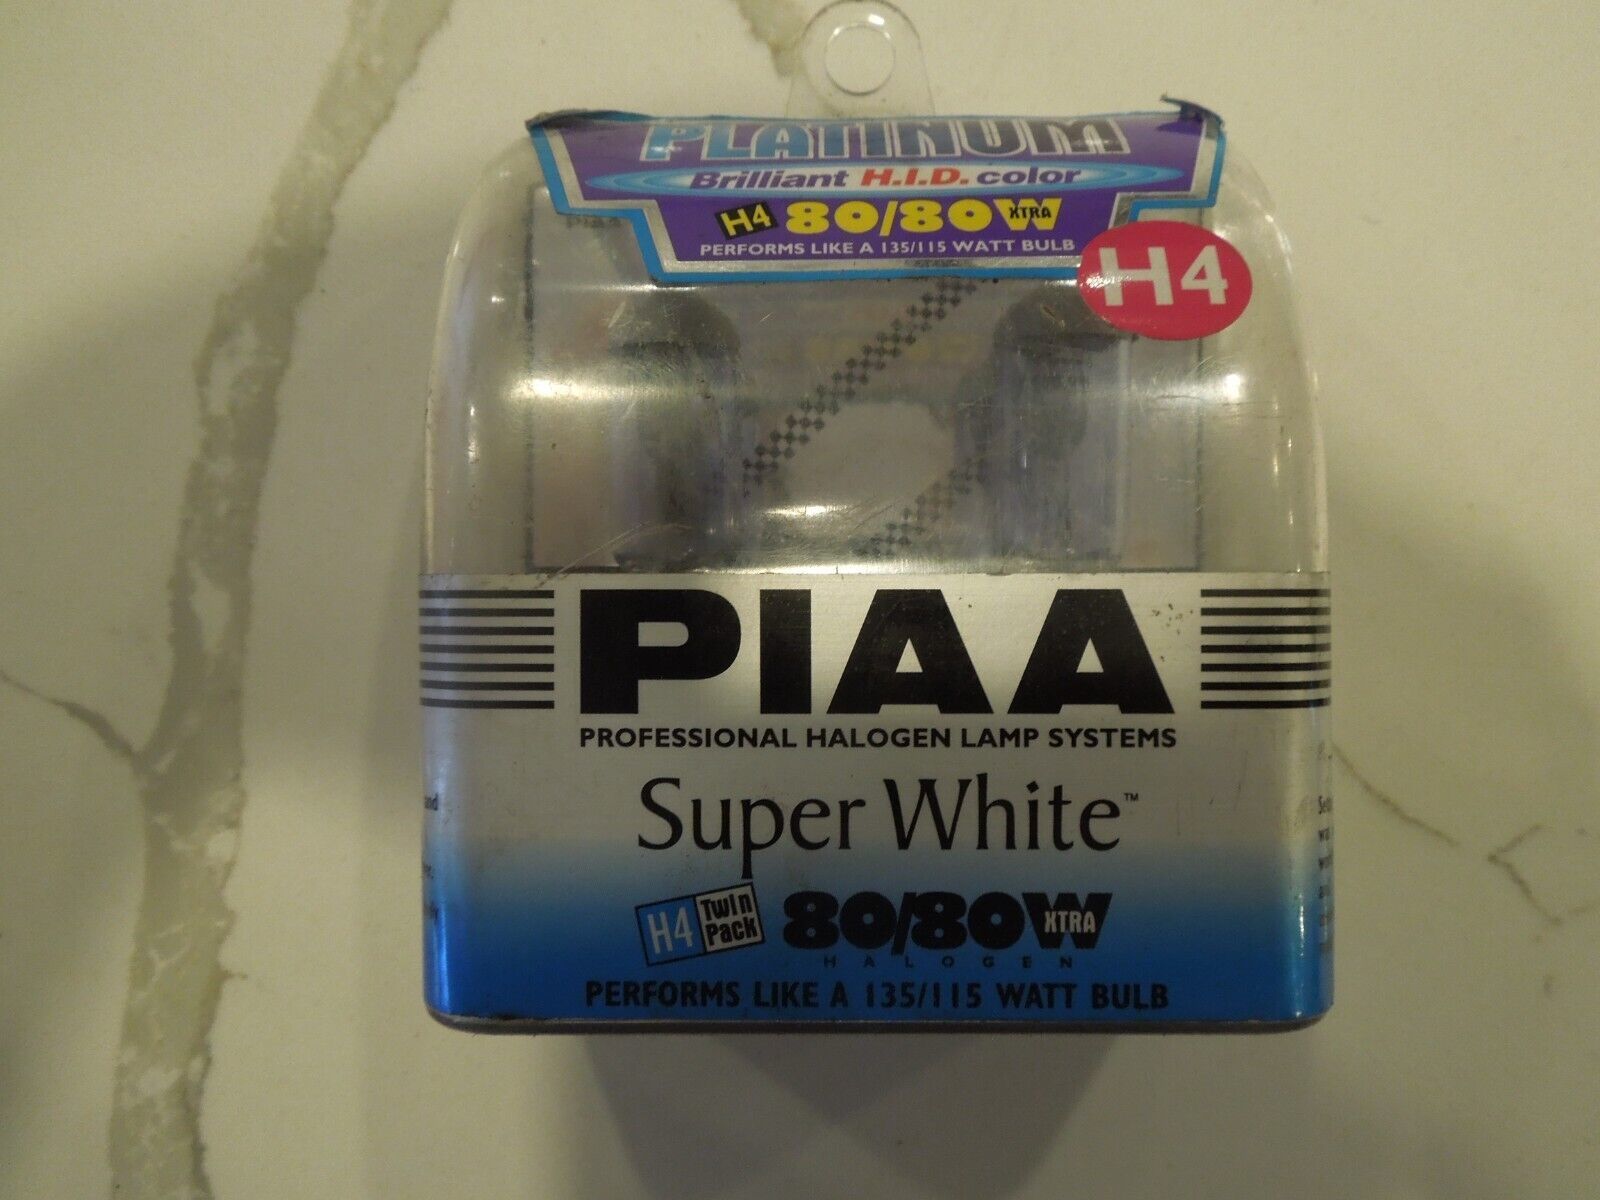 PLATINUM
Brilliant H.I.D. color
H4 80/80W XTRA
PERFORMS LIKE A 135/115 WATT BULB
H4
PIAA
PROFESSIONAL HALOGEN LAMP SYSTEMS
Super White™
H4 Twin Pack 80/80W XTRA
HALOGEN
PERFORMS LIKE A 135/115 WATT BULB